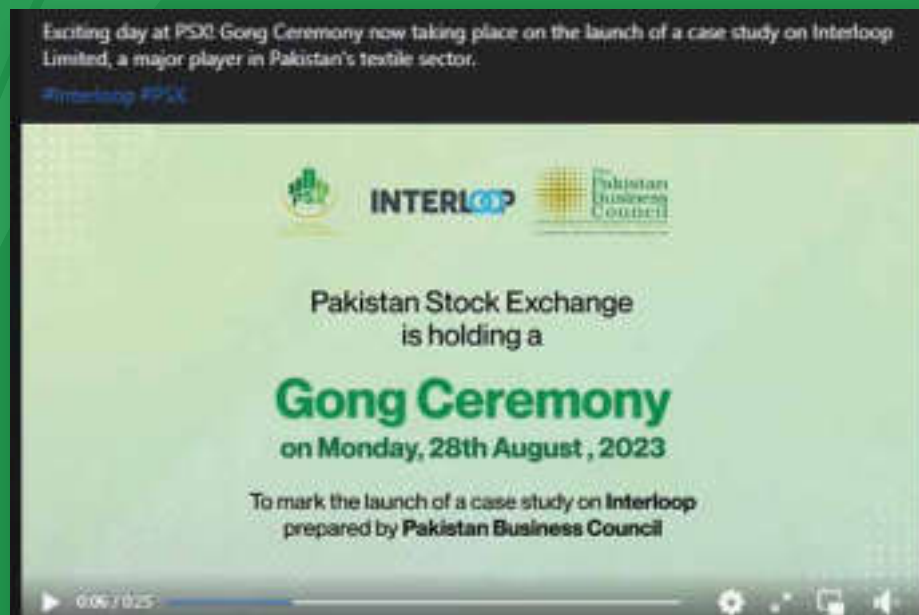 Exciting day at PSX! Gong Ceremony now taking place on the launch of a case study on Interloop
Limited, a major player in Pakistan's textile sector.
#Interloop #PSX
PSX
INTERLOOP
The
Pakistan
Business
Council
Pakistan Stock Exchange
is holding a
Gong Ceremony
on Monday, 28th August , 2023
To mark the launch of a case study on Interloop
prepared by Pakistan Business Council
0:06 / 0:25